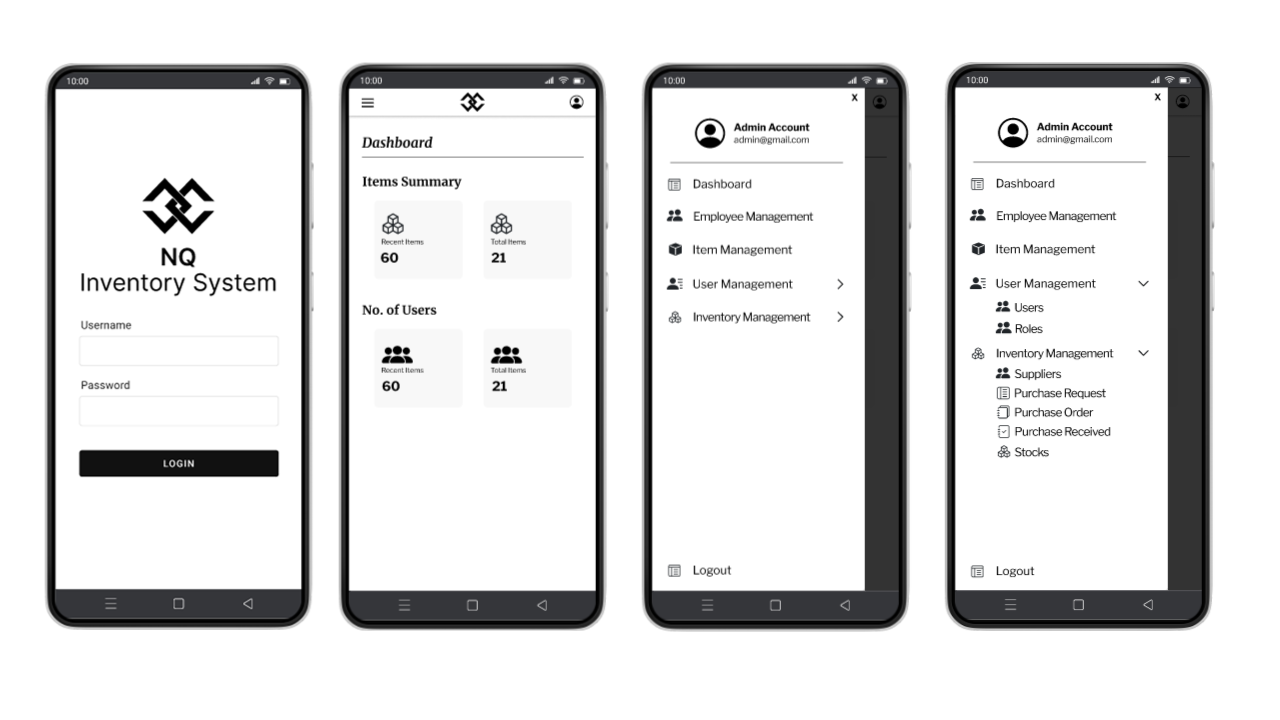 10:00
NQ
Inventory System
Username
Password
LOGIN
10:00
Dashboard
Items Summary
Recent Items
Total Items
60
21
No. of Users
Recent Items
Total Items
60
21
10:00
X
Admin Account
admin@gmail.com
Dashboard
Employee Management
Item Management
User Management
Inventory Management
Logout
10:00
X
Admin Account
admin@gmail.com
Dashboard
Employee Management
Item Management
User Management
Users
Roles
Inventory Management
Suppliers
Purchase Request
Purchase Order
Purchase Received
Stocks
Logout